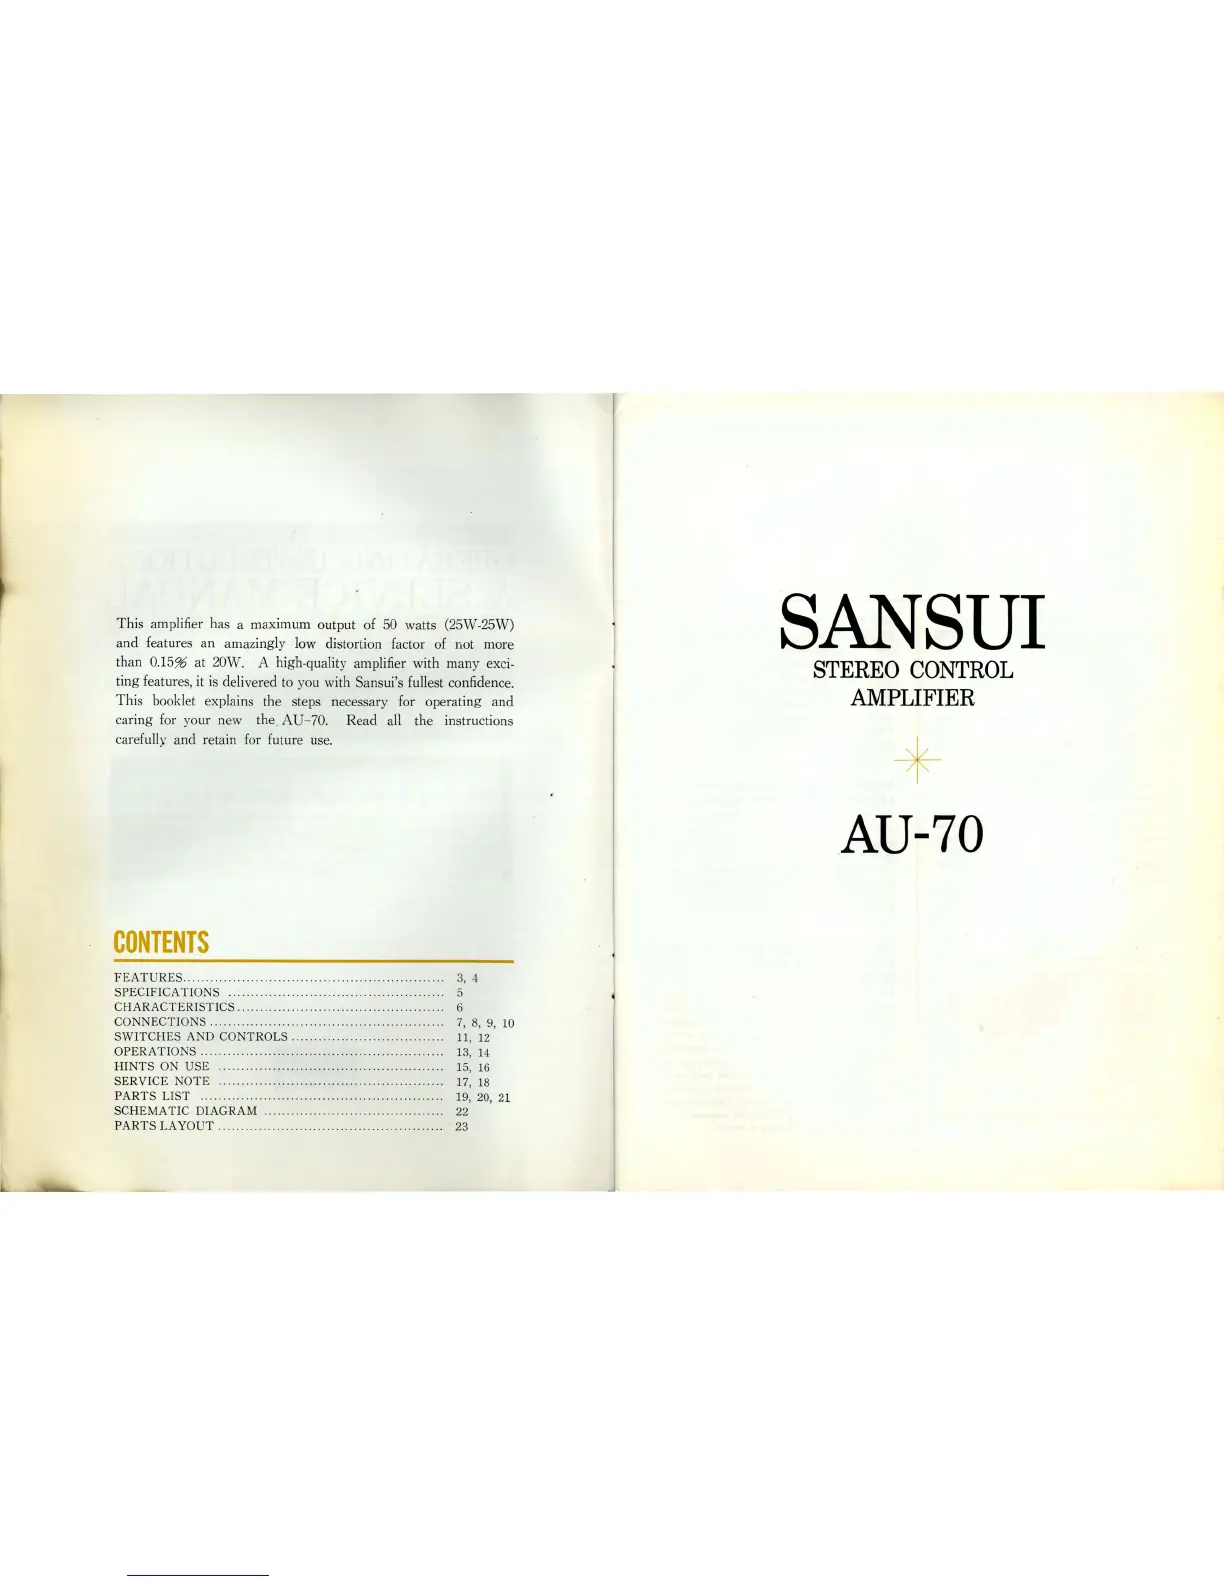 This amplifier has a maximum output of 50 watts (25W-25W)
and features an amazingly low distortion factor of not more
than 0.15% at 20W. A high-quality amplifier with many exci-
ting features, it is delivered to you with Sansui's fullest confidence.
This booklet explains the steps necessary for operating and
caring for your new the AU-70. Read all the instructions
carefully and retain for future use.
CONTENTS
FEATURES.......................................................... 3, 4
SPECIFICATIONS ................................................ 5
CHARACTERISTICS.............................................. 6
CONNECTIONS .................................................... 7, 8, 9, 10
SWITCHES AND CONTROLS .................................. 11, 12
OPERATIONS ...................................................... 13, 14
HINTS ON USE .................................................. 15, 16
SERVICE NOTE .................................................. 17, 18
PARTS LIST ...................................................... 19, 20, 21
SCHEMATIC DIAGRAM ........................................ 22
PARTS LAYOUT .................................................. 23
SANSUI
STEREO CONTROL
AMPLIFIER
AU-70